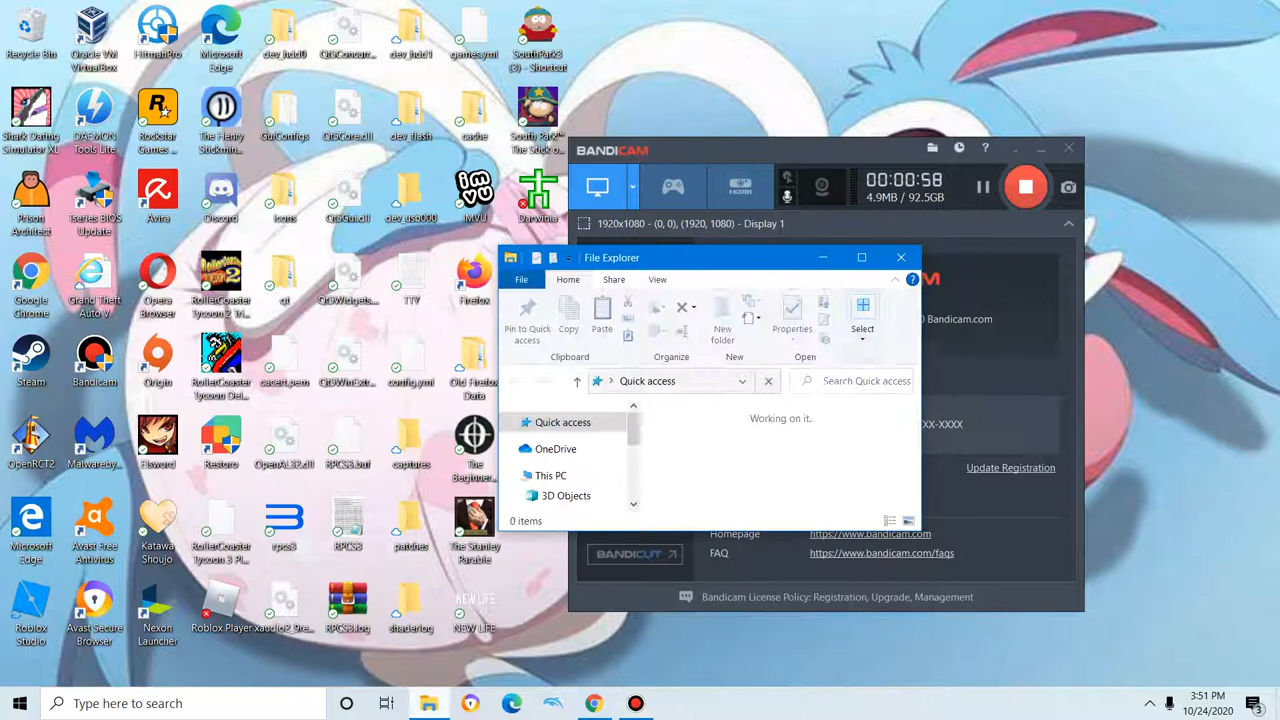 Recycle Bin
Oracle VM
VirtualBox
HitmanPro
Microsoft
Edge
dev_hdd0
Qt5Concurr...
dev_hdd1
games.yml
SouthPark3
(3) - Shortcut
Shark Dating
Simulator XL
DAEMON
Tools Lite
Rockstar
Games ...
The Henry
Stickmin...
GuiConfigs
Qt5Core.dll
dev_flash
cache
South Park™
The Stick o...
Prison
Architect
Tseries BIOS
Update
Avira
Discord
Icons
Qt5Gui.dll
dev_usb000
IMVU
Darwinia
Google
Chrome
Grand Theft
Auto V
Opera
Browser
RollerCoaster
Tycoon 2 Tri...
qt
Qt5Widgets...
TTY
Firefox
Steam
Bandicam
Origin
RollerCoaster
Tycoon Del...
cacert.pem
Qt5WinExtr...
config.yml
Old Firefox
Data
OpenRCT2
Malwareby...
Elsword
Restoro
OpenAL32.dll
RPCS3.buf
captures
The
Beginner...
Microsoft
Edge
Avast Free
Antivirus
Katawa
Shoujo
RollerCoaster
Tycoon 3 Pl...
rpcs3
RPCS3
patches
The Stanley
Parable
Roblox
Studio
Avast Secure
Browser
Nexon
Launcher
Roblox Player
xaudio2_9re...
RPCS3.log
shaderlog
NEW LIFE
NEW LIFE
BANDICAM
HDMI
00:00:58
4.9MB / 92.5GB
1920x1080 - (0, 0), (1920, 1080) - Display 1
File Explorer
File
Home
Share
View
Pin to Quick
access
Copy
Paste
New
folder
Properties
Select
Clipboard
Organize
New
Open
Quick access
Search Quick access
Quick access
OneDrive
This PC
3D Objects
Working on it...
0 items
Bandicam.com
XX-XXXX
Update Registration
Homepage
https://www.bandicam.com
BANDICUT
FAQ
https://www.bandicam.com/faqs
Bandicam License Policy: Registration, Upgrade, Management
Type here to search
3:51 PM
10/24/2020
3